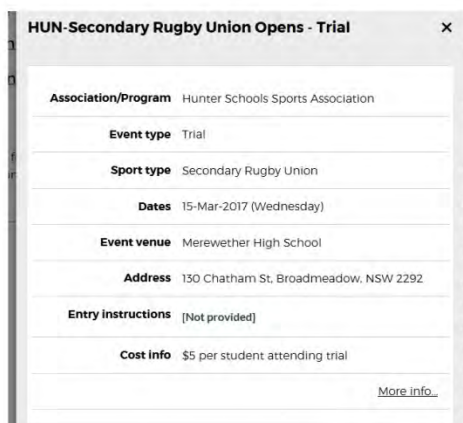 HUN-Secondary Rugby Union Opens - Trial ×
Association/Program Hunter Schools Sports Association
Event type Trial
Sport type Secondary Rugby Union
Dates 15-Mar-2017 (Wednesday)
Event venue Merewether High School
Address 130 Chatham St, Broadmeadow, NSW 2292
Entry instructions [Not provided]
Cost info $5 per student attending trial
More info...